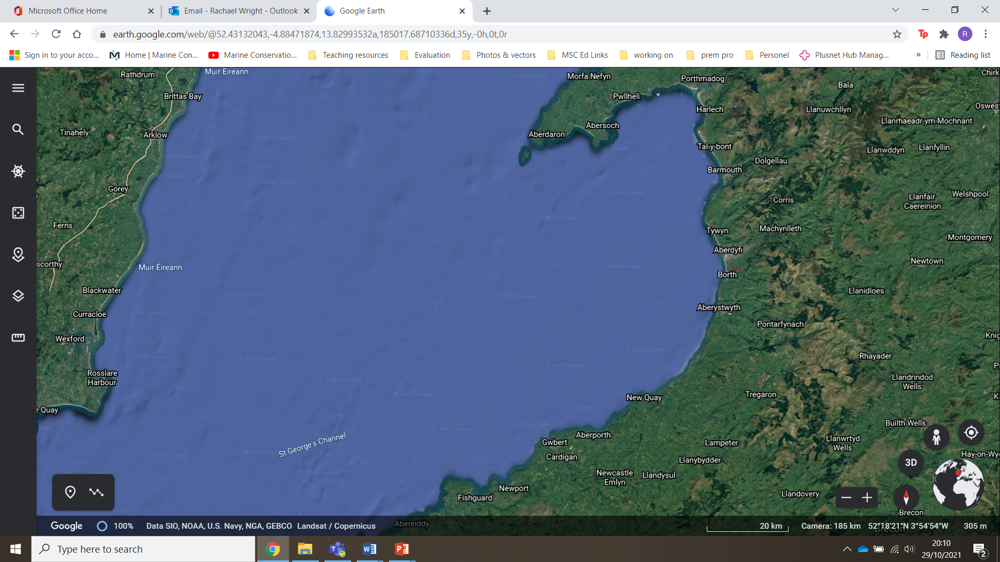 Microsoft Office Home
Email - Rachael Wright - Outlook
Google Earth
earth.google.com/web/@52.43132043,-4.88471874,13.82993532a,185017.68710336d,35y,-0h,0t,0r
Tp
R
Sign in to your acco...
Home | Marine Con...
Marine Conservatio...
Teaching resources
Evaluation
Photos & vectors
MSC Ed Links
working on
prem pro
Personel
Plusnet Hub Manag...
»
Reading list
Rathdrum
Muir Éireann
Morfa Nefyn
Porthmadog
Chirk
Bala
Brittas Bay
Pwllheli
Oswes
Harlech
Llanuwchllyn
Llanrhaeadr-ym-Mochnant
Tinahely
Arklow
Abersoch
Aberdaron
Tal-y-bont
Llanwddyn
Llanfyllin
Dolgellau
Barmouth
Gorey
Corris
Llanfair
Caereinion
Welshpool
Ferns
Tywyn
Machynlleth
Montgomery
Aberdyfi
scorthy
Muir Éireann
Newtown
Borth
Blackwater
Llanidloes
Curracloe
Aberystwyth
Pontarfynach
Wexford
Knig
Rhayader
Rosslare
Harbour
Llandrindod
Wells
New Quay
Tregaron
e Quay
Builth Wells
St George's Channel
Aberporth
Gwbert
Cardigan
Lampeter
Llanwrtyd
Wells
Hay-on-Wy
Llanybydder
3D
Newcastle
Emlyn
Llandysul
Newport
Fishguard
Llandovery
Brecon
Abereiddy
Brecon
© 2021 Google
Google
100%
Data SIO, NOAA, U.S. Navy, NGA, GEBCO Landsat / Copernicus
20 km
Camera: 185 km
52°18'21"N 3°54'54"W
305 m
Type here to search
20:10
29/10/2021
2